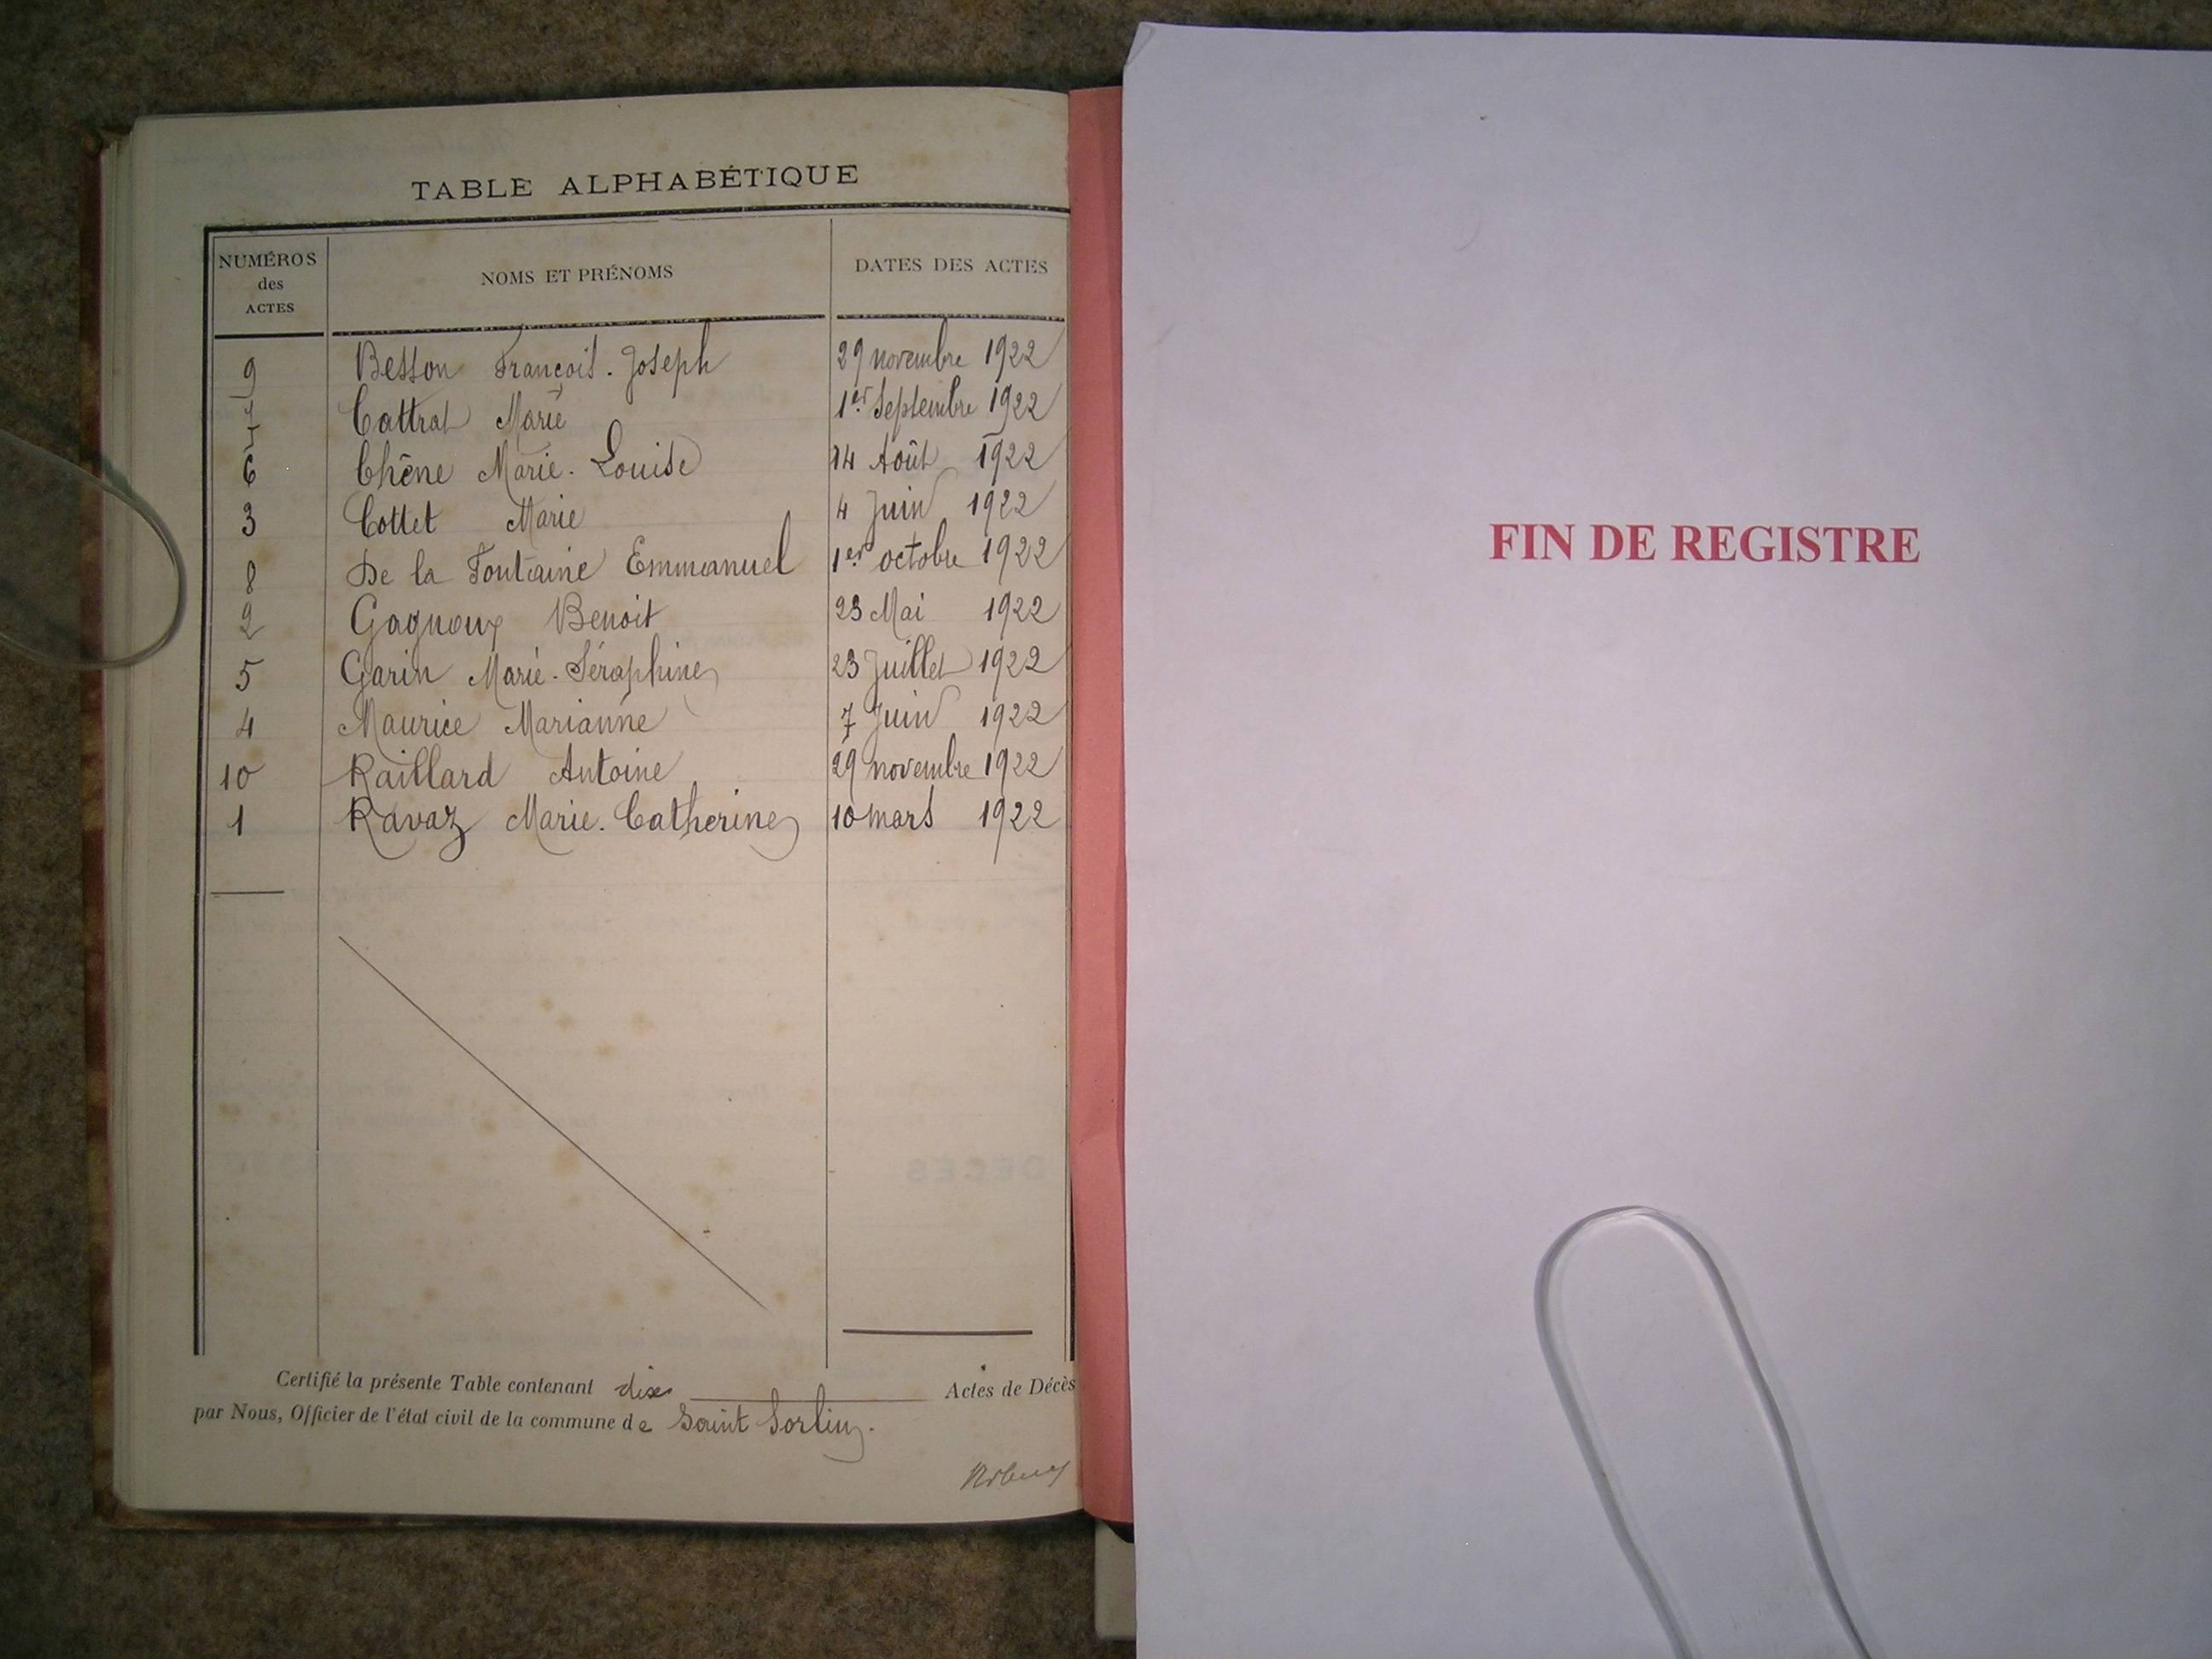 TABLE ALPHABÉTIQUE
NUMÉROS des ACTES NOMS ET PRÉNOMS DATES DES ACTES
9 Besson François. Joseph 29 novembre 1922
7 Cattrat Marie 1er Septembre 1922
6 Chêne Marie. Louise 14 Août 1922
3 Collet Marie 4 Juin 1922
8 De la Fontaine Emmanuel 1er octobre 1922
2 Gagnoux Benoit 23 Mai 1922
5 Garin Marie. Séraphine 23 Juillet 1922
4 Maurice Marianne 7 Juin 1922
10 Raillard Antoine 29 novembre 1922
1 Ravaz Marie. Catherine 10 mars 1922
Certifié la présente Table contenant dix Actes de Décès
par Nous, Officier de l'état civil de la commune de Saint Sorlin.
FIN DE REGISTRE